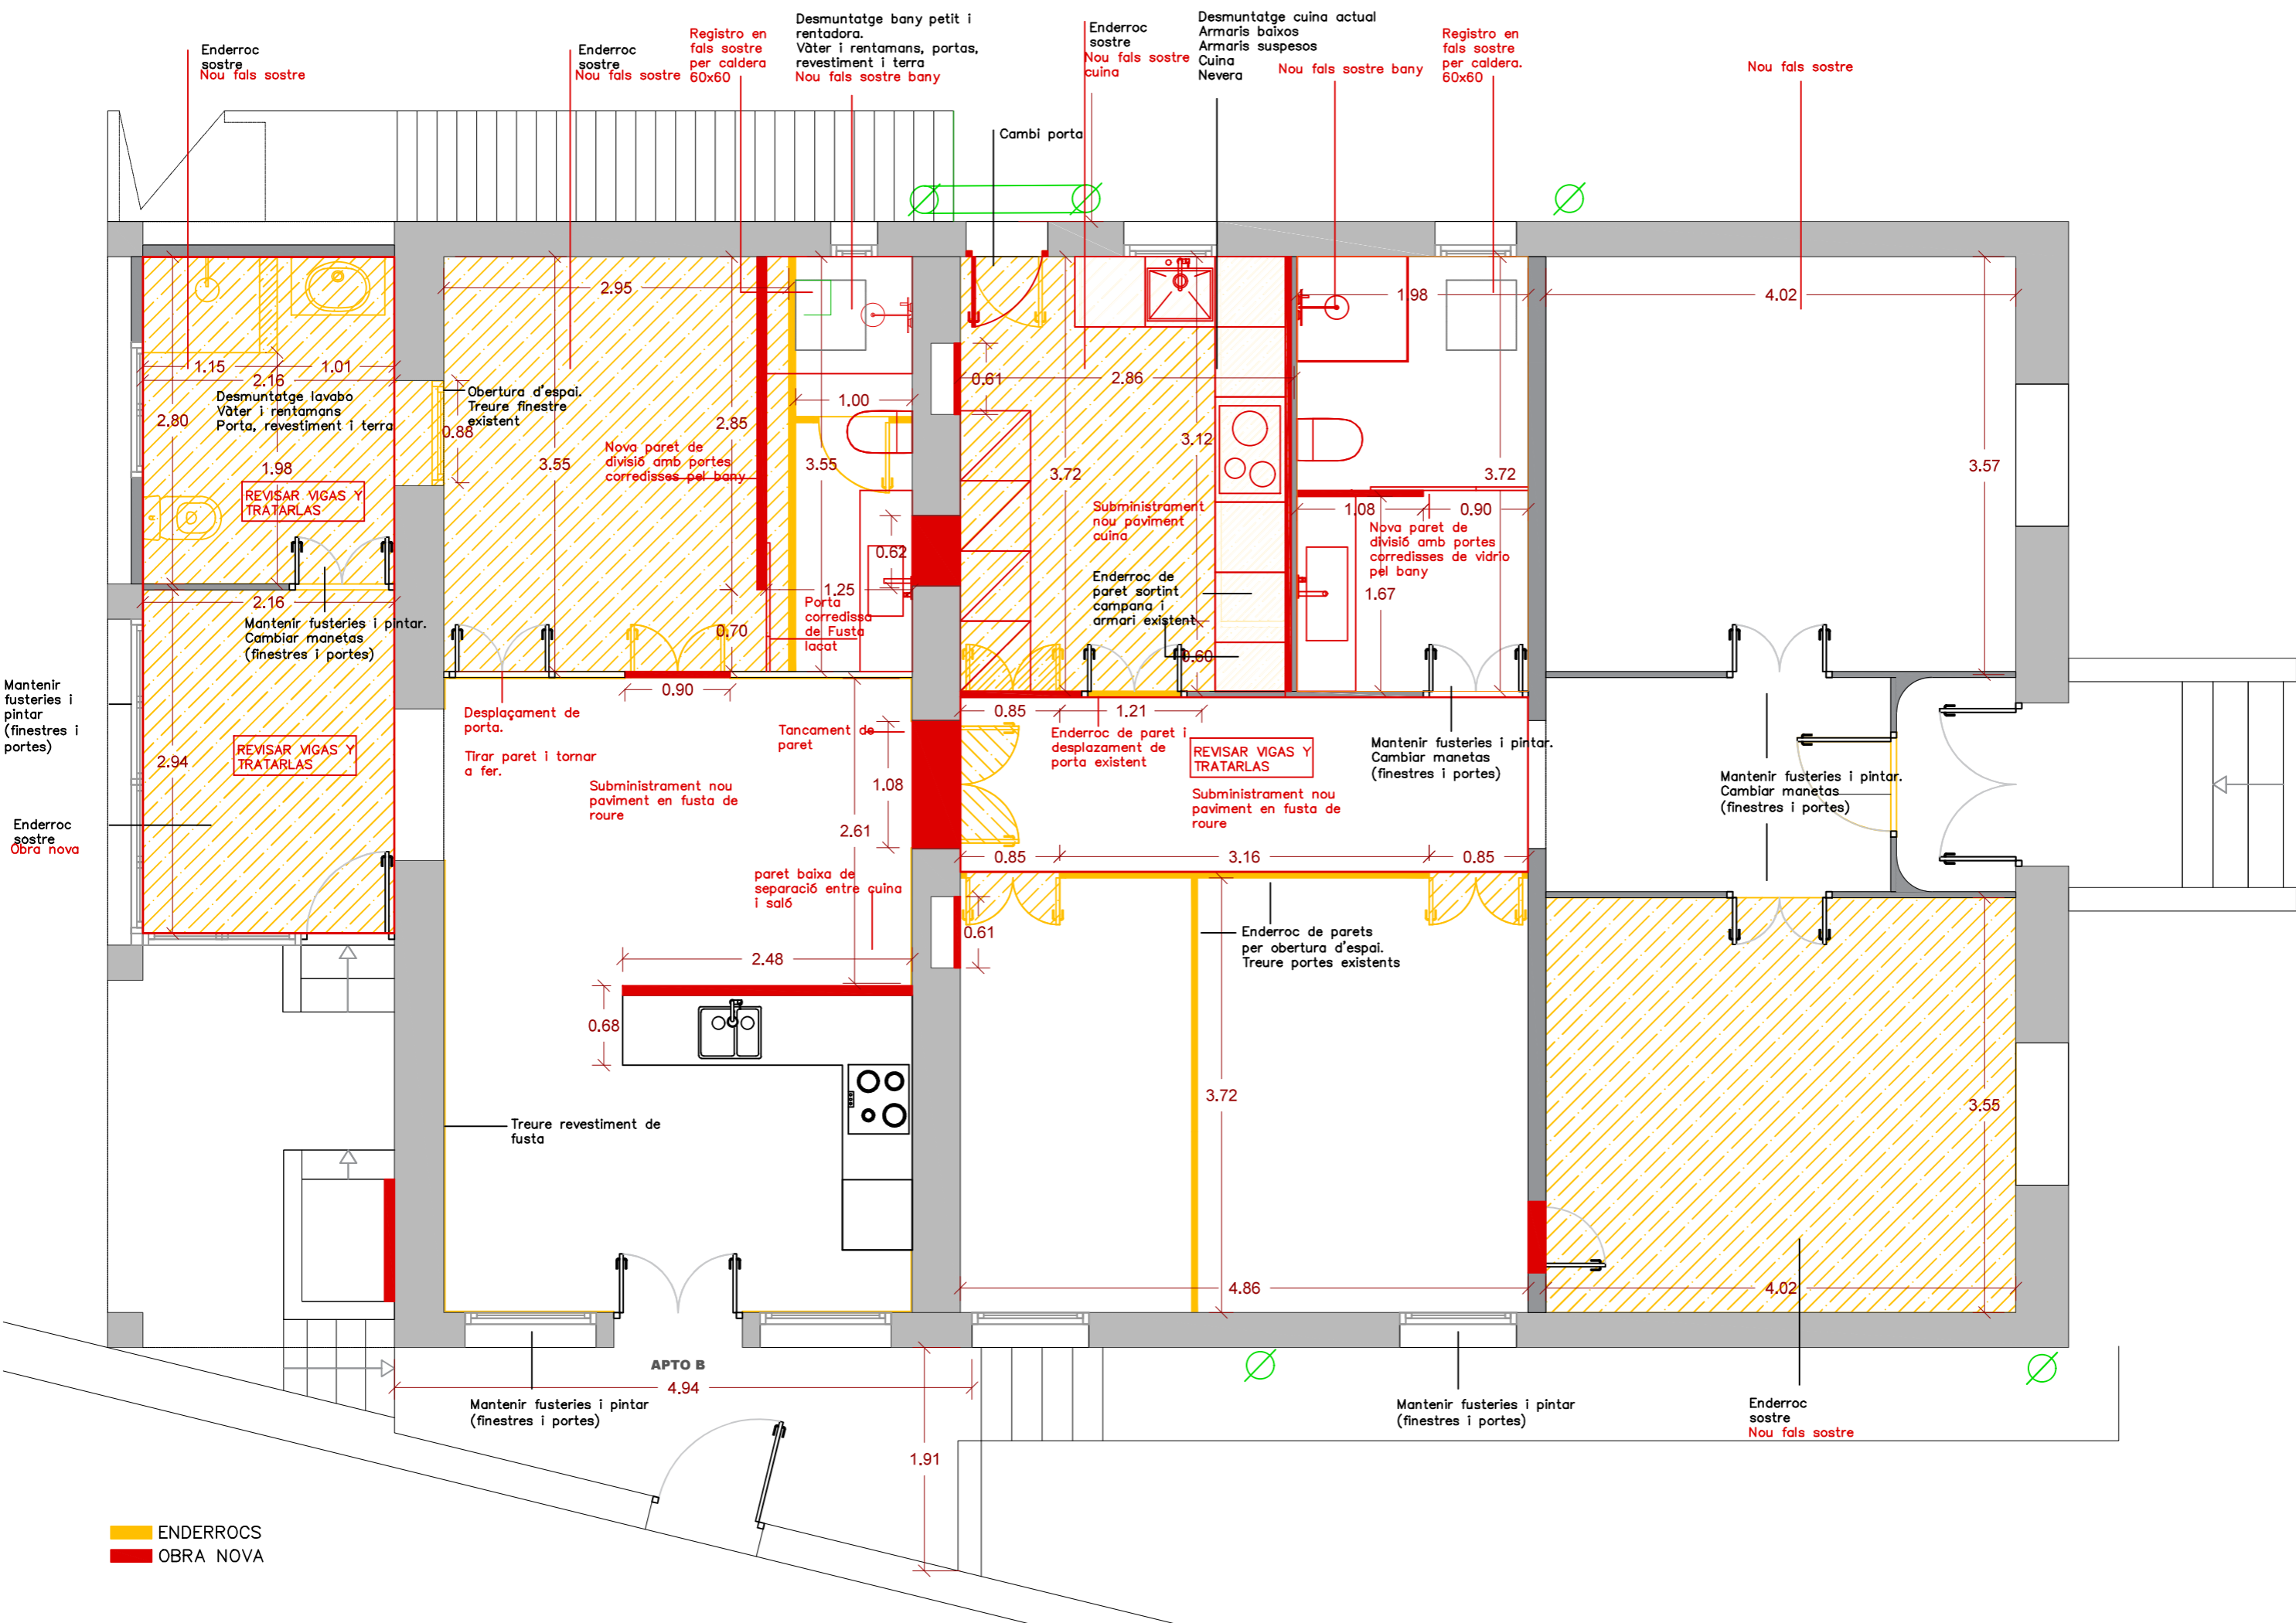 Enderroc
sostre
Nou fals sostre
Enderroc
sostre
Nou fals sostre
Registro en
fals sostre
per caldera
60x60
Desmuntatge bany petit i
rentadora.
Vàter i rentamans, portas,
revestiment i terra
Nou fals sostre bany
Enderroc
sostre
Nou fals sostre
cuina
Desmuntatge cuina actual
Armaris baixos
Armaris suspesos
Cuina
Nevera
Nou fals sostre bany
Registro en
fals sostre
per caldera.
60x60
Nou fals sostre
Cambi porta
2.95
1.98
4.02
1.15
1.01
2.16
Desmuntatge lavabo
Vàter i rentamans
Porta, revestiment i terra
2.80
1.98
REVISAR VIGAS Y
TRATARLAS
Obertura d'espai.
Treure finestre
existent
0.88
3.55
2.85
Nova paret de
divisió amb portes
corredisses pel bany
1.00
3.55
0.62
1.25
Porta
corredissa
de Fusta
lacat
0.70
0.61
2.86
3.72
3.12
Subministrament
nou paviment
cuina
Enderroc de
paret sortint
campana i
armari existent
0.60
3.72
1.08
0.90
Nova paret de
divisió amb portes
corredisses de vidrio
pel bany
1.67
3.57
2.16
Mantenir fusteries i pintar.
Cambiar manetas
(finestres i portes)
Mantenir
fusteries i
pintar
(finestres i
portes)
2.94
REVISAR VIGAS Y
TRATARLAS
Enderroc
sostre
Obra nova
0.90
Desplaçament de
porta.
Tirar paret i tornar
a fer.
Subministrament nou
paviment en fusta de
roure
Tancament de
paret
1.08
2.61
paret baixa de
separació entre cuina
i saló
0.85
1.21
Enderroc de paret i
desplazament de
porta existent
REVISAR VIGAS Y
TRATARLAS
Subministrament nou
paviment en fusta de
roure
Mantenir fusteries i pintar.
Cambiar manetas
(finestres i portes)
Mantenir fusteries i pintar.
Cambiar manetas
(finestres i portes)
0.85
3.16
0.85
0.61
Enderroc de parets
per obertura d'espai.
Treure portes existents
2.48
0.68
3.72
3.55
Treure revestiment de
fusta
4.86
4.02
APTO B
4.94
Mantenir fusteries i pintar
(finestres i portes)
1.91
Mantenir fusteries i pintar
(finestres i portes)
Enderroc
sostre
Nou fals sostre
ENDERROCS
OBRA NOVA